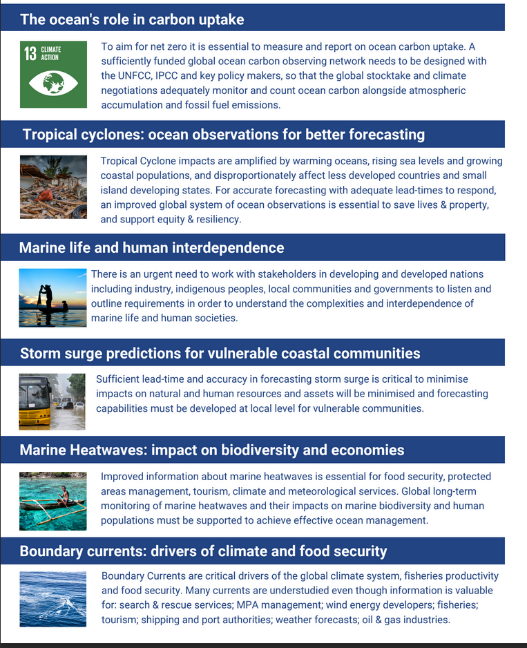 The ocean's role in carbon uptake
13 CLIMATE
ACTION
To aim for net zero it is essential to measure and report on ocean carbon uptake. A
sufficiently funded global ocean carbon observing network needs to be designed with
the UNFCC, IPCC and key policy makers, so that the global stocktake and climate
negotiations adequately monitor and count ocean carbon alongside atmospheric
accumulation and fossil fuel emissions.
Tropical cyclones: ocean observations for better forecasting
Tropical Cyclone impacts are amplified by warming oceans, rising sea levels and growing
coastal populations, and disproportionately affect less developed countries and small
island developing states. For accurate forecasting with adequate lead-times to respond,
an improved global system of ocean observations is essential to save lives & property,
and support equity & resiliency.
Marine life and human interdependence
There is an urgent need to work with stakeholders in developing and developed nations
including industry, indigenous peoples, local communities and governments to listen and
outline requirements in order to understand the complexities and interdependence of
marine life and human societies.
Storm surge predictions for vulnerable coastal communities
Sufficient lead-time and accuracy in forecasting storm surge is critical to minimise
impacts on natural and human resources and assets will be minimised and forecasting
capabilities must be developed at local level for vulnerable communities.
Marine Heatwaves: impact on biodiversity and economies
Improved information about marine heatwaves is essential for food security, protected
areas management, tourism, climate and meteorological services. Global long-term
monitoring of marine heatwaves and their impacts on marine biodiversity and human
populations must be supported to achieve effective ocean management.
Boundary currents: drivers of climate and food security
Boundary Currents are critical drivers of the global climate system, fisheries productivity
and food security. Many currents are understudied even though information is valuable
for: search & rescue services; MPA management; wind energy developers; fisheries;
tourism; shipping and port authorities; weather forecasts; oil & gas industries.